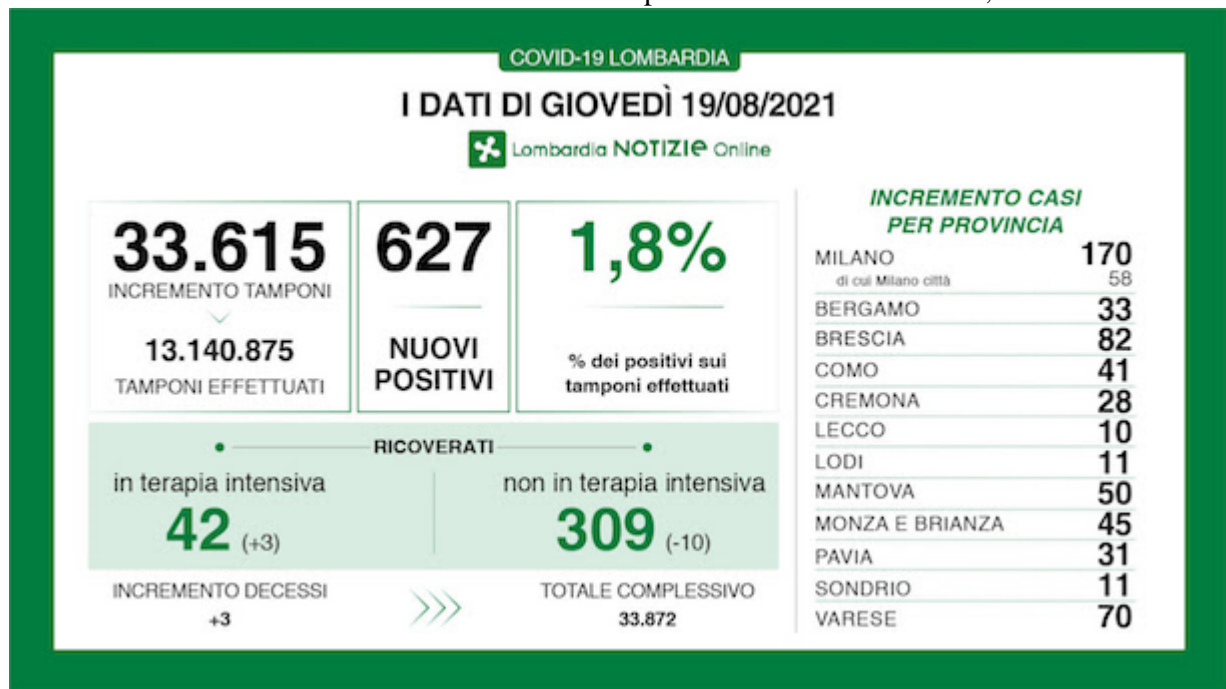 COVID-19 LOMBARDIA
I DATI DI GIOVEDÌ 19/08/2021
Lombardia NOTIZIE Online
33.615
INCREMENTO TAMPONI
13.140.875
TAMPONI EFFETTUATI
627
NUOVI
POSITIVI
1,8%
% dei positivi sui
tamponi effettuati
RICOVERATI
in terapia intensiva
42 (+3)
non in terapia intensiva
309 (-10)
INCREMENTO DECESSI
+3
TOTALE COMPLESSIVO
33.872
INCREMENTO CASI
PER PROVINCIA
MILANO 170
di cui Milano città 58
BERGAMO 33
BRESCIA 82
COMO 41
CREMONA 28
LECCO 10
LODI 11
MANTOVA 50
MONZA E BRIANZA 45
PAVIA 31
SONDRIO 11
VARESE 70